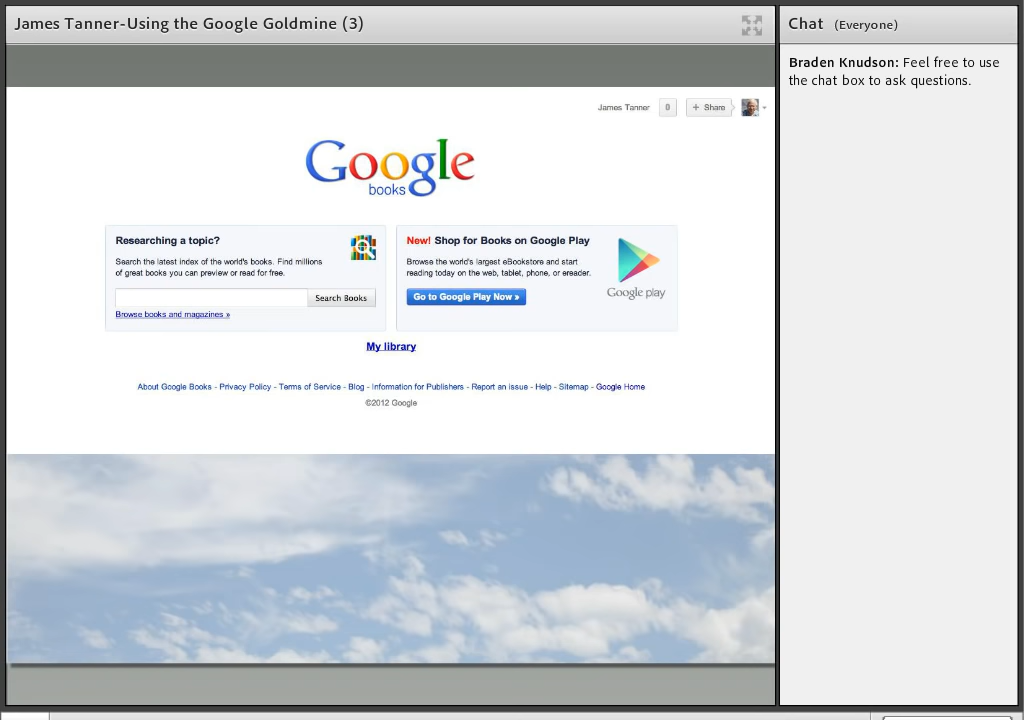 James Tanner-Using the Google Goldmine (3)
Chat (Everyone)
Braden Knudson: Feel free to use
the chat box to ask questions.
James Tanner 0 + Share
Google
books
Researching a topic?
Search the latest index of the world's books. Find millions
of great books you can preview or read for free.
Search Books
Browse books and magazines »
New! Shop for Books on Google Play
Browse the world's largest eBookstore and start
reading today on the web, tablet, phone, or ereader.
Go to Google Play Now »
Google play
My library
About Google Books - Privacy Policy - Terms of Service - Blog - Information for Publishers - Report an issue - Help - Sitemap - Google Home
©2012 Google